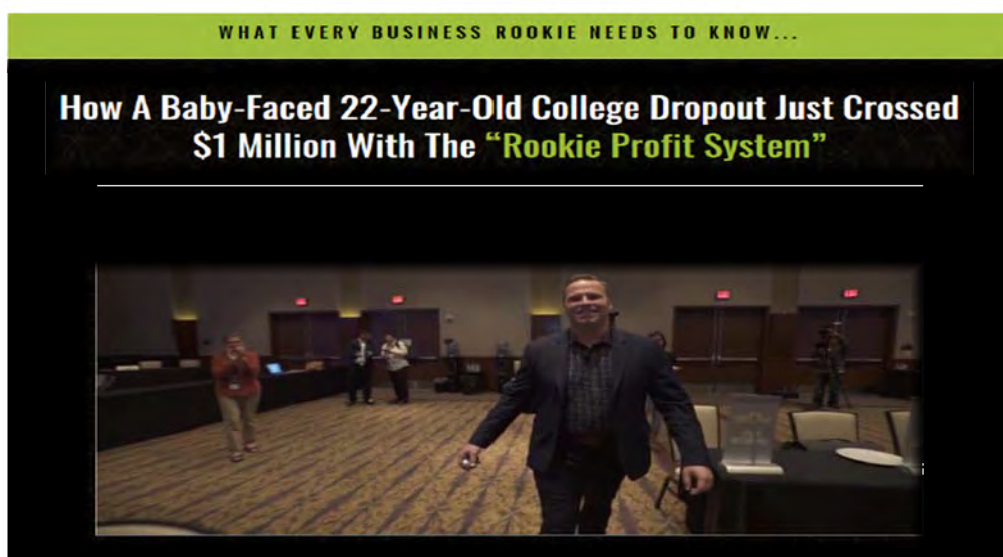 WHAT EVERY BUSINESS ROOKIE NEEDS TO KNOW...
How A Baby-Faced 22-Year-Old College Dropout Just Crossed
$1 Million With The “Rookie Profit System”